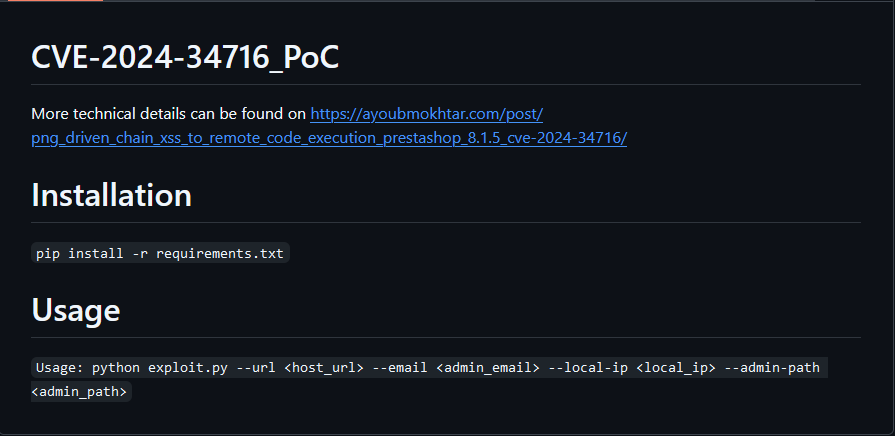 CVE-2024-34716_PoC
More technical details can be found on https://ayoubmokhtar.com/post/
png_driven_chain_xss_to_remote_code_execution_prestashop_8.1.5_cve-2024-34716/
Installation
pip install -r requirements.txt
Usage
Usage: python exploit.py --url <host_url> --email <admin_email> --local-ip <local_ip> --admin-path
<admin_path>